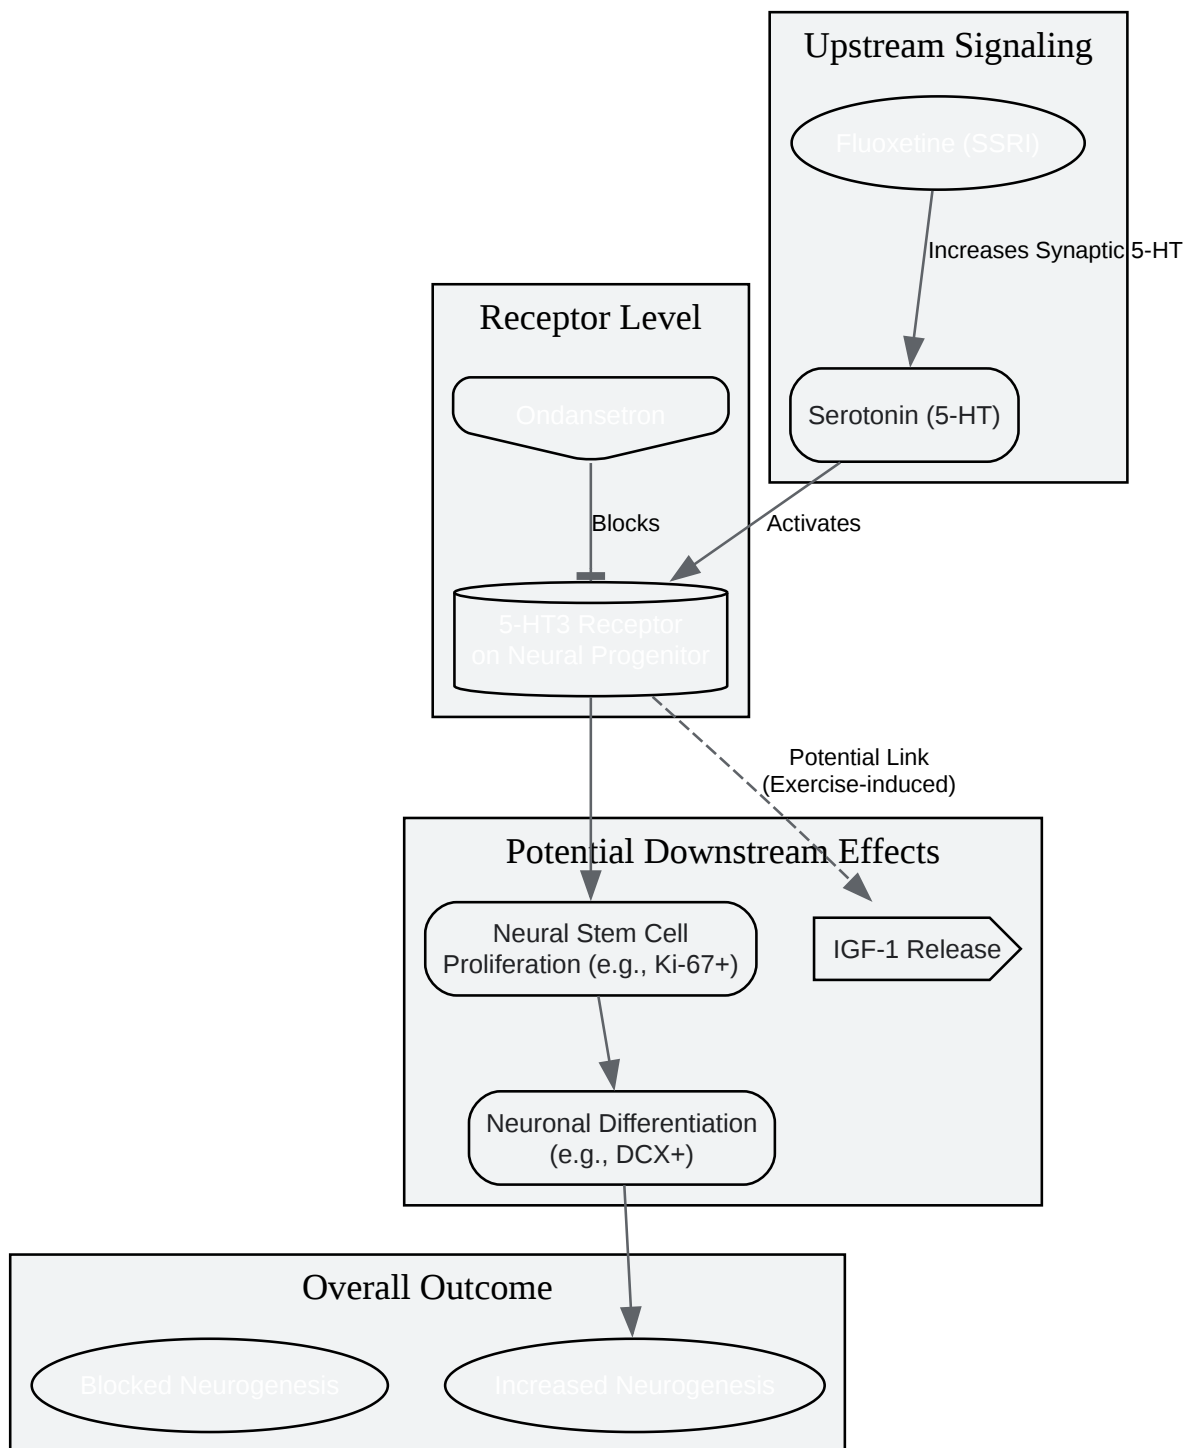 Upstream Signaling
Fluoxetine (SSRI)
Increases Synaptic 5-HT
Receptor Level
Ondansetron
Serotonin (5-HT)
Blocks
Activates
5-HT3 Receptor
on Neural Progenitor
Potential Link
(Exercise-induced)
Potential Downstream Effects
Neural Stem Cell
Proliferation (e.g., Ki-67+)
IGF-1 Release
Neuronal Differentiation
(e.g., DCX+)
Overall Outcome
Blocked Neurogenesis
Increased Neurogenesis